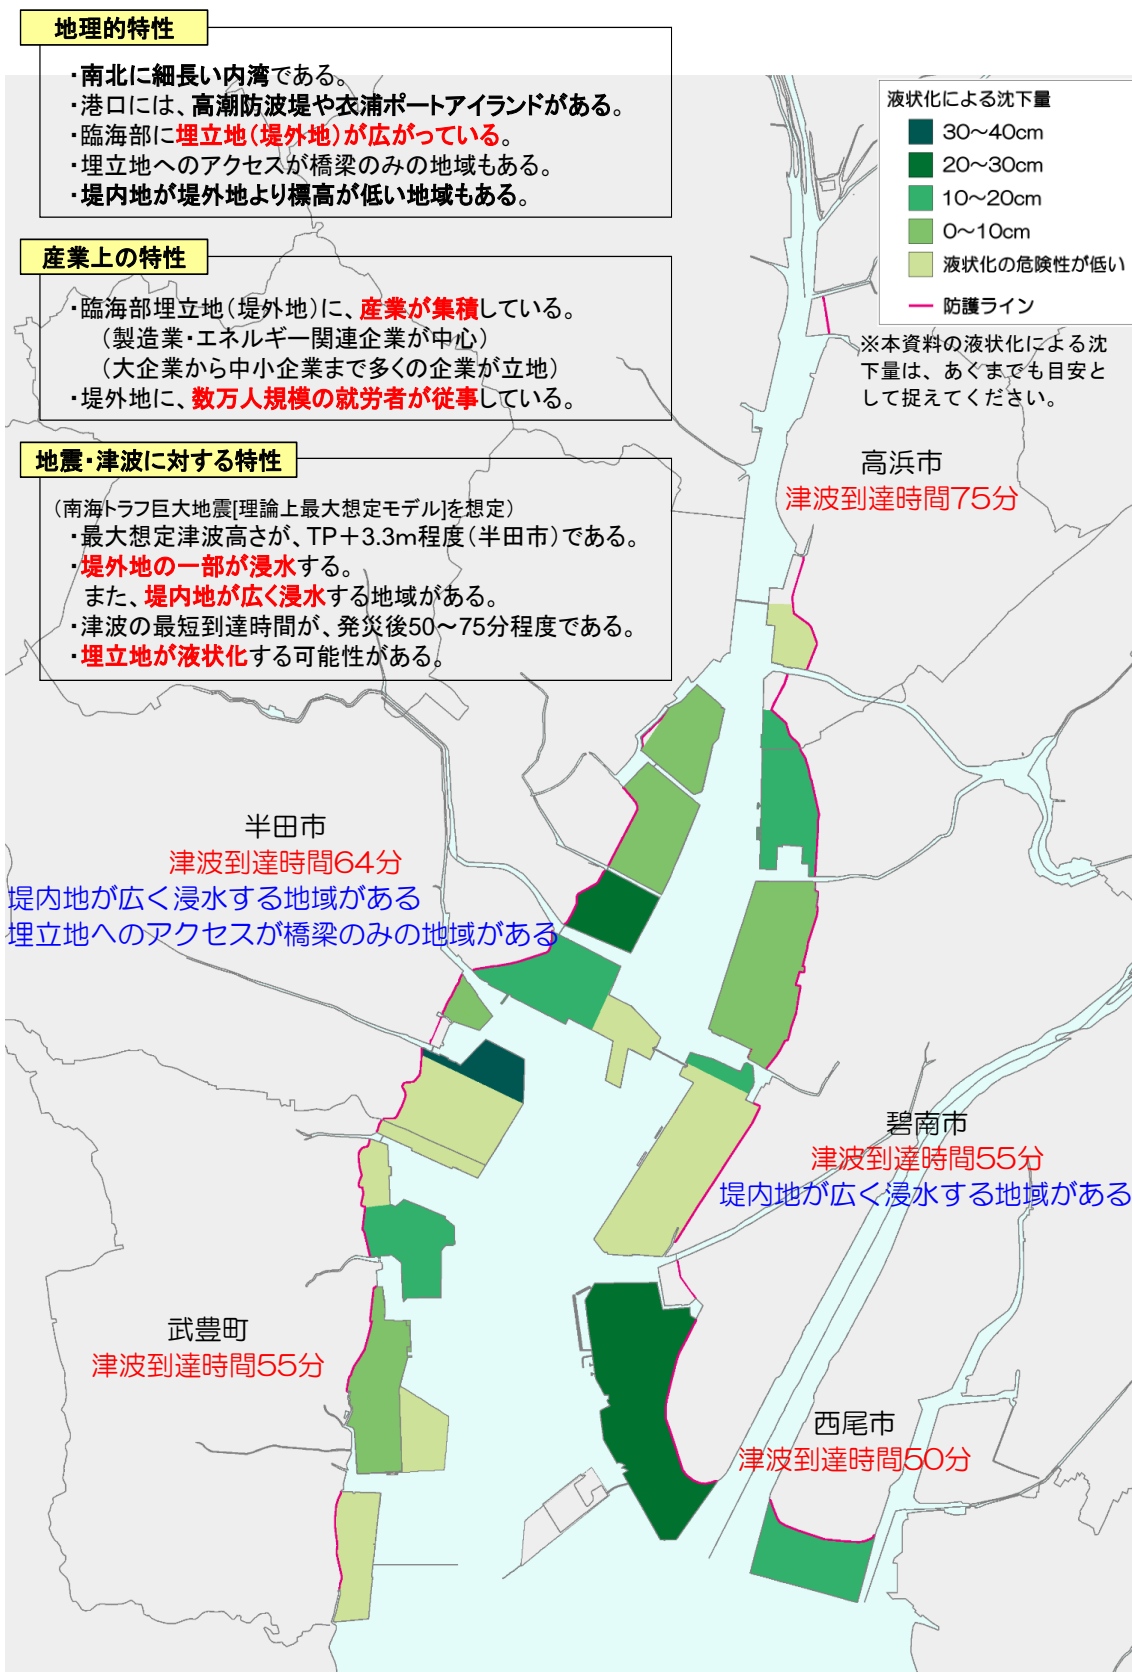 地理的特性
・南北に細長い内湾である。
・港口には、高潮防波堤や衣浦ポートアイランドがある。
・臨海部に埋立地(堤外地)が広がっている。
・埋立地へのアクセスが橋梁のみの地域もある。
・堤内地が堤外地より標高が低い地域もある。
産業上の特性
・臨海部埋立地(堤外地)に、産業が集積している。
(製造業・エネルギー関連企業が中心)
(大企業から中小企業まで多くの企業が立地)
・堤外地に、数万人規模の就労者が従事している。
地震・津波に対する特性
(南海トラフ巨大地震[理論上最大想定モデル]を想定)
・最大想定津波高さが、TP+3.3m程度(半田市)である。
・堤外地の一部が浸水する。
また、堤内地が広く浸水する地域がある。
・津波の最短到達時間が、発災後50~75分程度である。
・埋立地が液状化する可能性がある。
液状化による沈下量
30~40cm
20~30cm
10~20cm
0~10cm
液状化の危険性が低い
防護ライン
※本資料の液状化による沈
下量は、あくまでも目安と
して捉えてください。
高浜市
津波到達時間75分
半田市
津波到達時間64分
堤内地が広く浸水する地域がある
埋立地へのアクセスが橋梁のみの地域がある
碧南市
津波到達時間55分
堤内地が広く浸水する地域がある
武豊町
津波到達時間55分
西尾市
津波到達時間50分